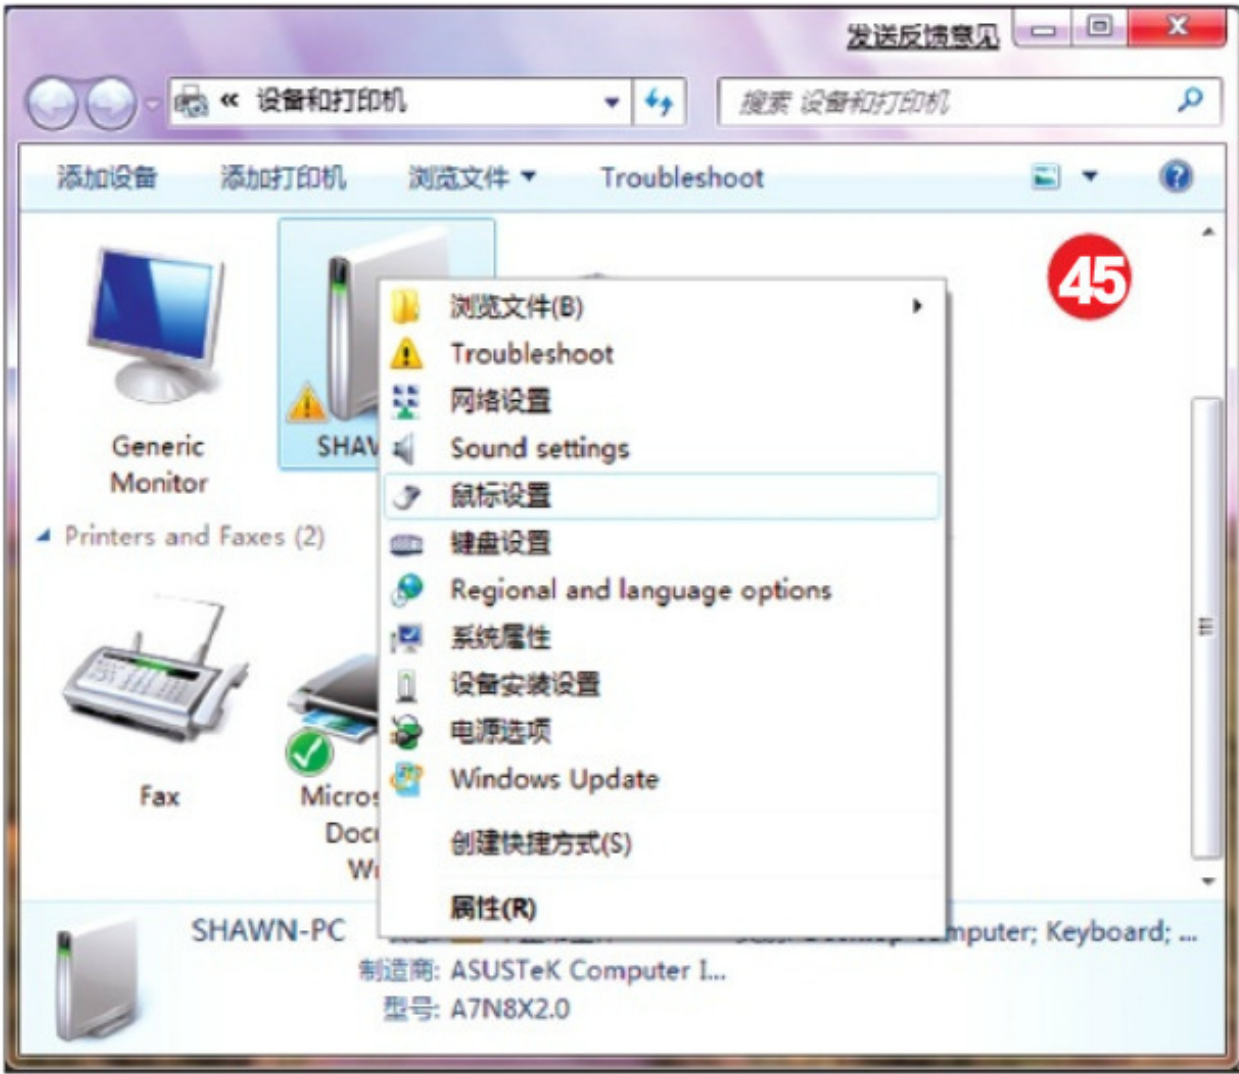 发送反馈意见
« 设备和打印机
搜索 设备和打印机
添加设备 添加打印机 浏览文件 Troubleshoot
45
浏览文件(B)
Troubleshoot
网络设置
Sound settings
鼠标设置
键盘设置
Regional and language options
系统属性
设备安装设置
电源选项
Windows Update
创建快捷方式(S)
属性(R)
Generic
Monitor
SHAW
Printers and Faxes (2)
Fax
Micros
Docu
Wr
SHAWN-PC
mputer; Keyboard; ...
制造商: ASUSTeK Computer I...
型号: A7N8X2.0